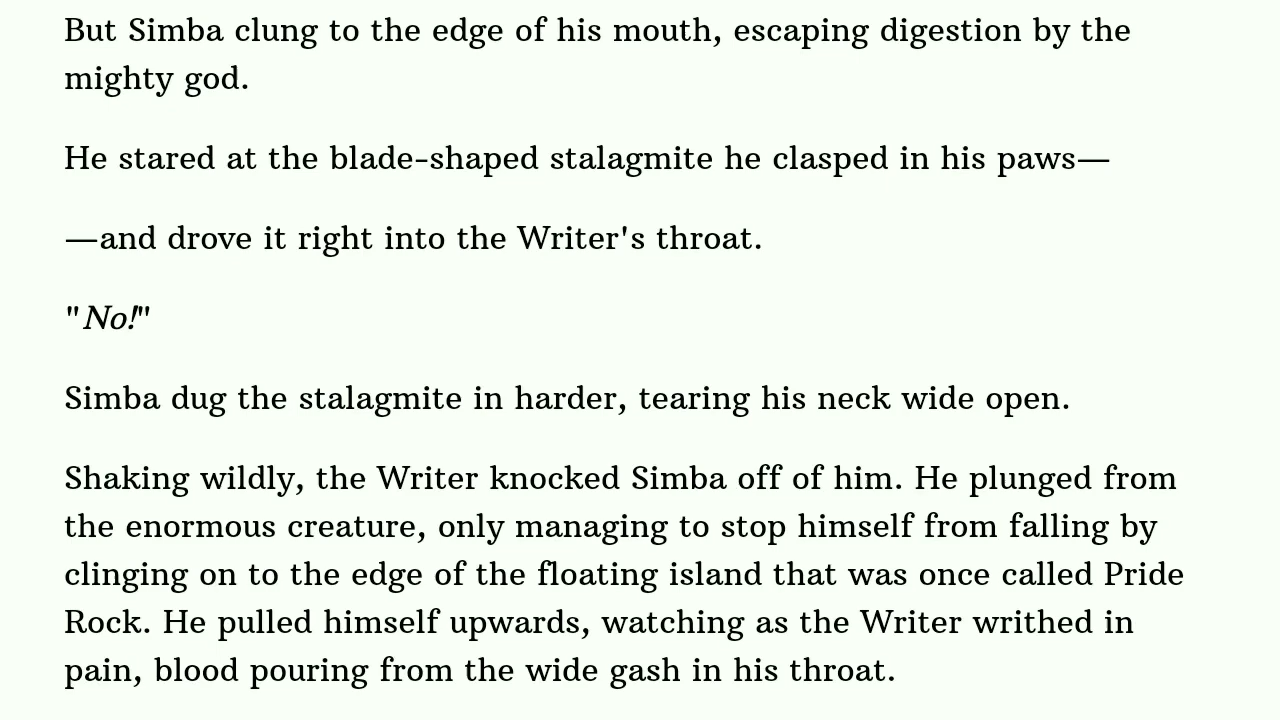 But Simba clung to the edge of his mouth, escaping digestion by the
mighty god.
He stared at the blade-shaped stalagmite he clasped in his paws—
—and drove it right into the Writer's throat.
"No!"
Simba dug the stalagmite in harder, tearing his neck wide open.
Shaking wildly, the Writer knocked Simba off of him. He plunged from
the enormous creature, only managing to stop himself from falling by
clinging on to the edge of the floating island that was once called Pride
Rock. He pulled himself upwards, watching as the Writer writhed in
pain, blood pouring from the wide gash in his throat.